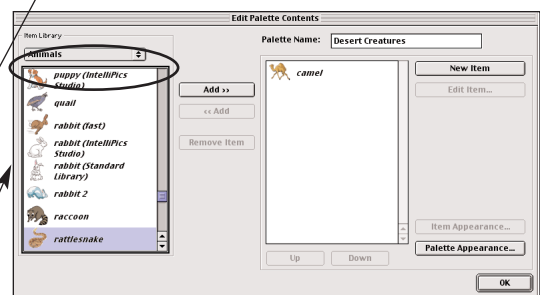 Edit Palette Contents
Item Library
Animals
puppy (IntelliPics
Studio)
quail
rabbit (fast)
rabbit (IntelliPics
Studio)
rabbit (Standard
Library)
rabbit 2
raccoon
rattlesnake
Add >>
<< Add
Remove Item
Palette Name: Desert Creatures
camel
New Item
Edit Item...
Item Appearance...
Palette Appearance...
Up Down
OK